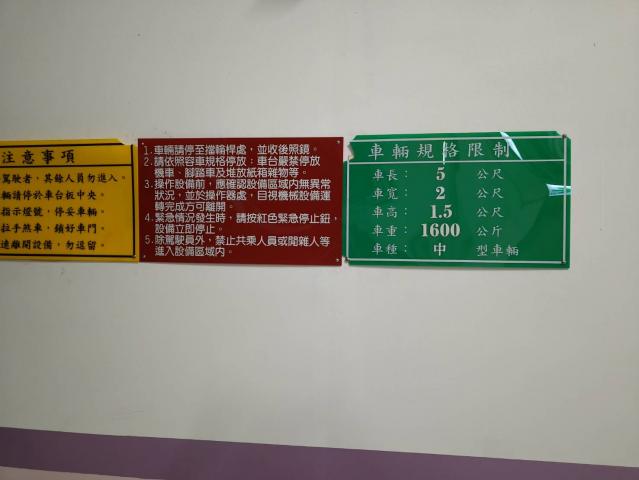 注意事項
駕駛者，其餘人員勿進入。
輛請停於車台板中央。
指示燈號，停妥車輛。
拉手煞車，鎖好車門。
速離開設備，勿逗留。
1.車輛請停至擋輪桿處，並收後照鏡。
2.請依照容車規格停放；車台嚴禁停放
機車、腳踏車及堆放紙箱雜物等。
3.操作設備前，應確認設備區域內無異常
狀況，並於操作器處，目視機械設備運
轉完成方可離開。
4.緊急情況發生時，請按紅色緊急停止鈕，
設備立即停止。
5.除駕駛員外，禁止共乘人員或閒雜人等
進入設備區域內。
車輛規格限制
車長：5 公尺
車寬：2 公尺
車高：1.5 公尺
車重：1600 公斤
車種：中 型車輛